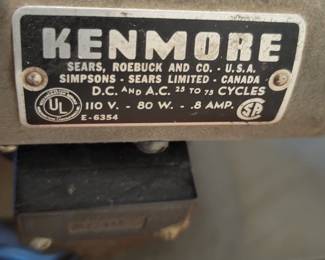 KENMORE
SEARS, ROEBUCK AND CO. - U.S.A.
SIMPSONS - SEARS LIMITED - CANADA
D.C. AND A.C. 25 TO 75 CYCLES
UL
110 V. - 80 W. - .8 AMP.
E-6354